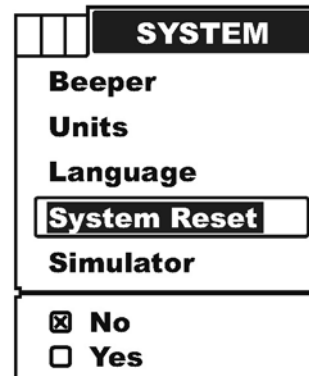 SYSTEM
Beeper
Units
Language
System Reset
Simulator
No
Yes